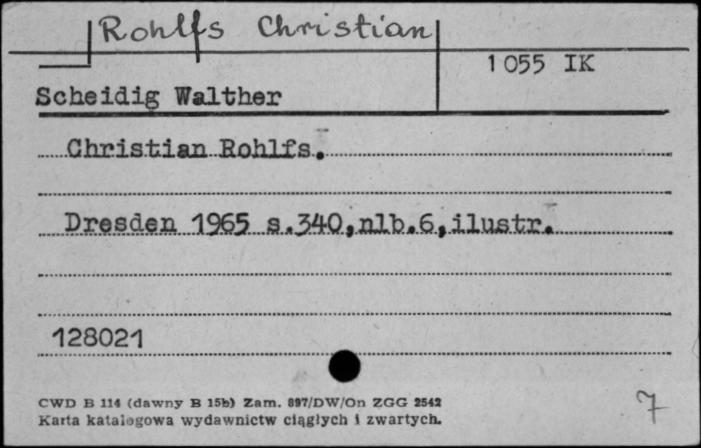 Rohlfs Christian
1 055 IK
Scheidig Walther
Christian Rohlfs.
Dresden 1965 s.340,nlb.6,ilustr.
128021
CWD B 114 (dawny B 15b) Zam. 897/DW/On ZGG 2542
Karta katalogowa wydawnictw ciągłych i zwartych.
7